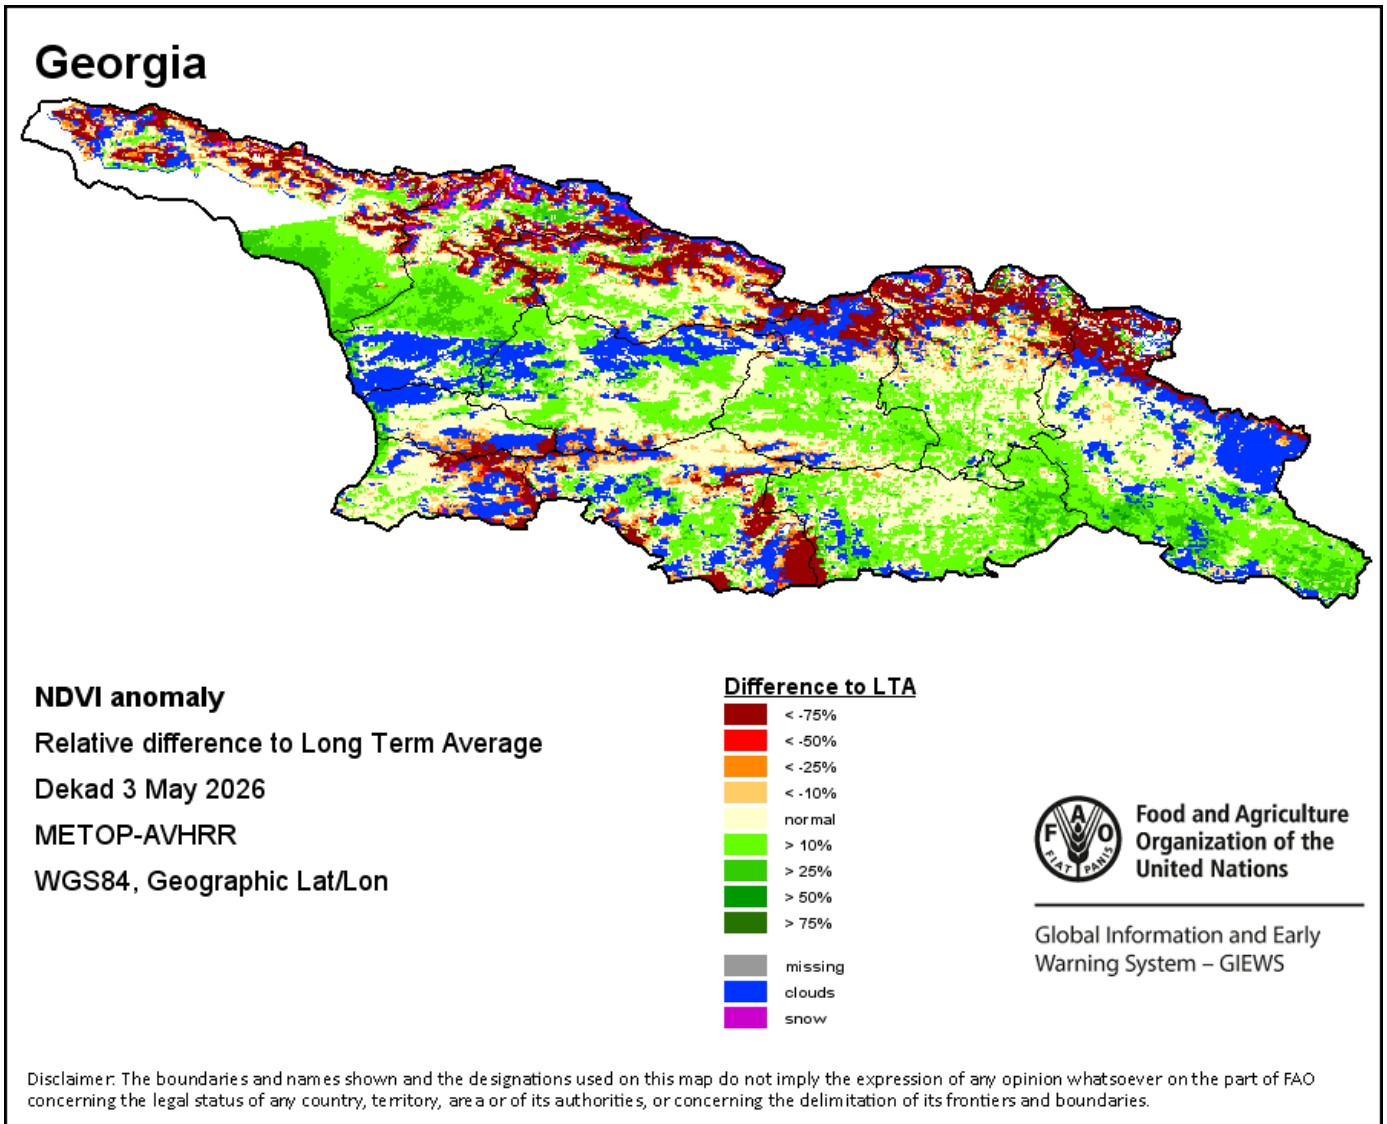 Georgia
NDVI anomaly
Relative difference to Long Term Average
Dekad 3 May 2026
METOP-AVHRR
WGS84, Geographic Lat/Lon
Difference to LTA
< -75%
< -50%
< -25%
< -10%
normal
> 10%
> 25%
> 50%
> 75%
missing
clouds
snow
F A O
FIAT PANIS
Food and Agriculture
Organization of the
United Nations
Global Information and Early
Warning System – GIEWS
Disclaimer: The boundaries and names shown and the designations used on this map do not imply the expression of any opinion whatsoever on the part of FAO
concerning the legal status of any country, territory, area or of its authorities, or concerning the delimitation of its frontiers and boundaries.